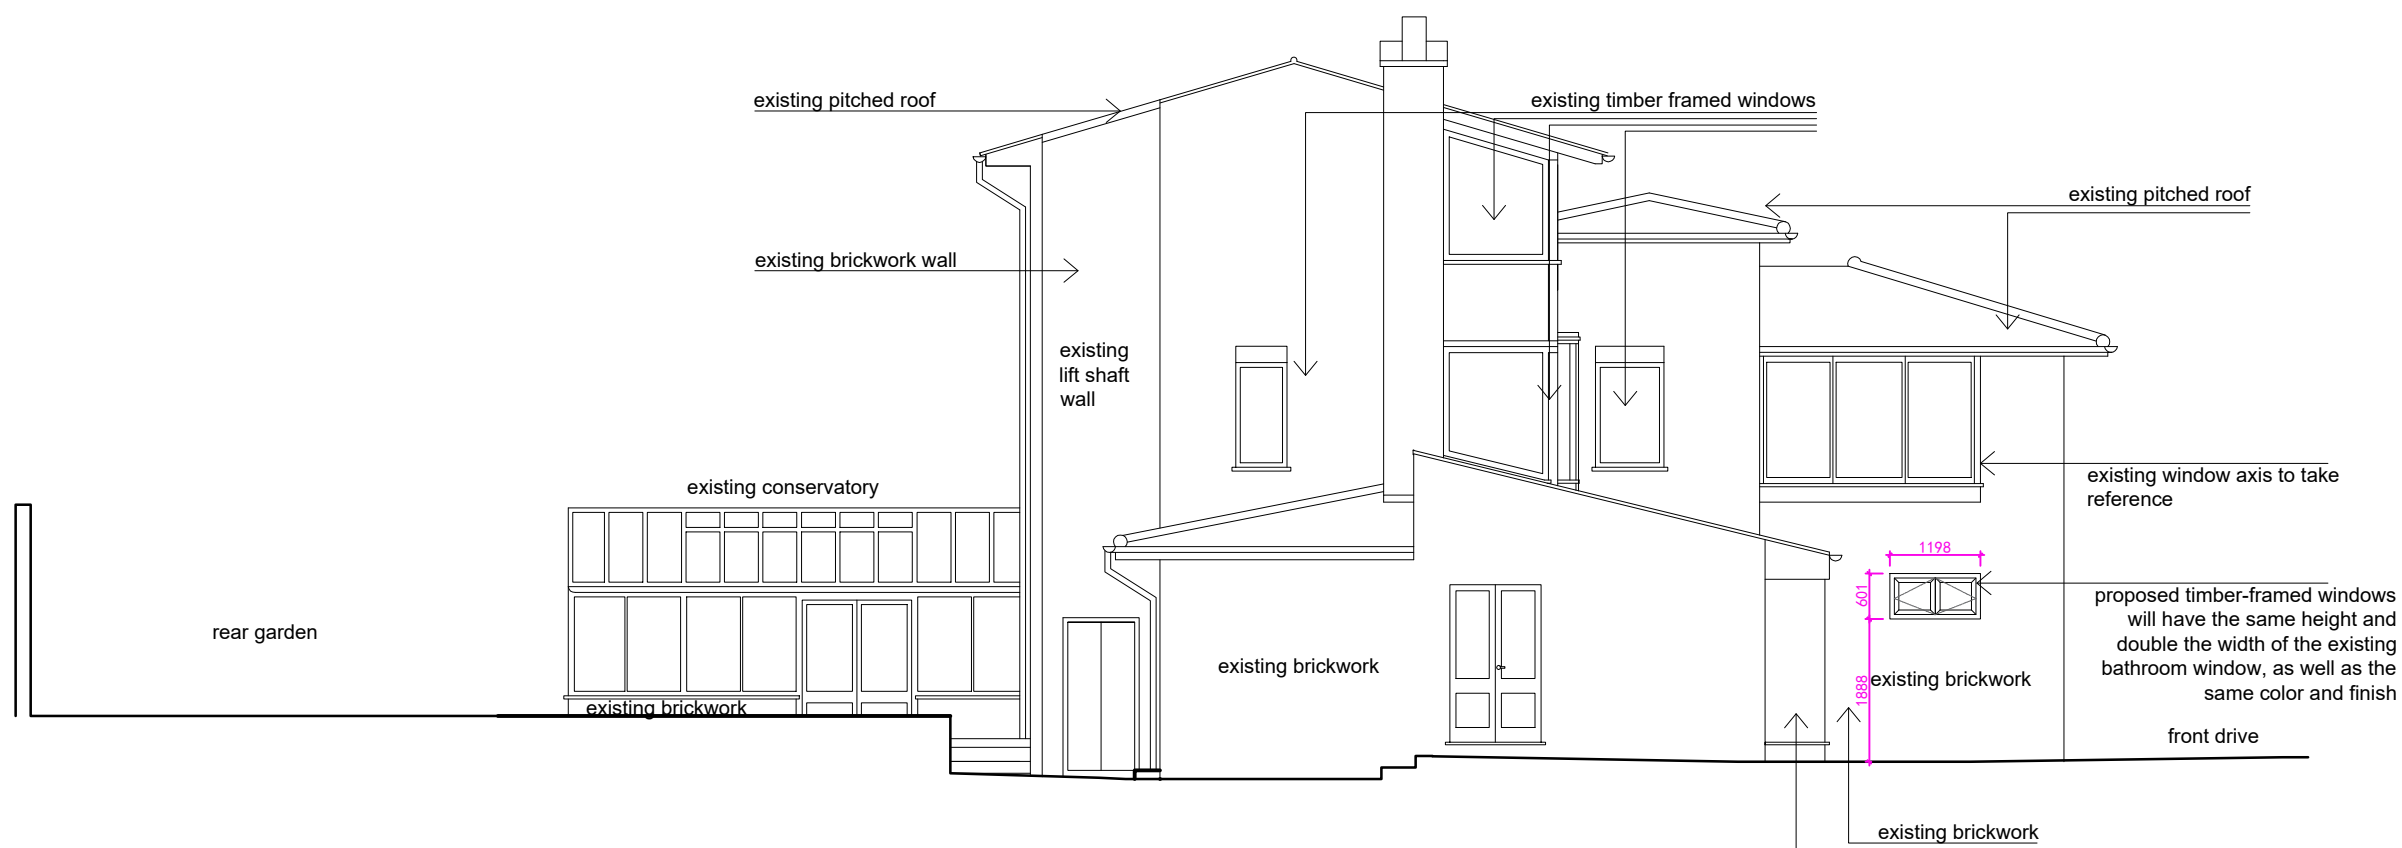 existing pitched roof
existing timber framed windows
existing pitched roof
existing brickwork wall
existing
lift shaft
wall
existing window axis to take
reference
existing conservatory
1198
601
proposed timber-framed windows
will have the same height and
double the width of the existing
bathroom window, as well as the
same color and finish
rear garden
existing brickwork
existing brickwork
1888
existing brickwork
front drive
existing brickwork